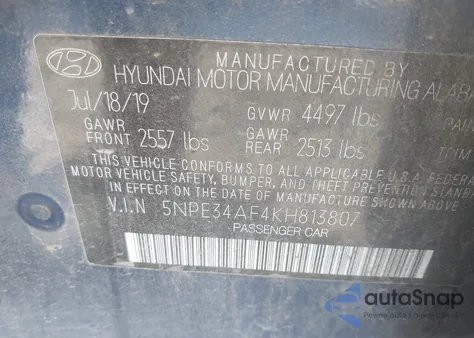 MANUFACTURED BY
HYUNDAI MOTOR MANUFACTURING ALAB
Jul/18/19
GVWR 4497 lbs
GAWR FRONT 2557 lbs
GAWR REAR 2513 lbs
THIS VEHICLE CONFORMS TO ALL APPLICABLE U.S.A FEDERA
MOTOR VEHICLE SAFETY, BUMPER, AND THEFT PREVENTION
IN EFFECT ON THE DATE OF MANUFACTURE SHOWN
V.I.N 5NPE34AF4KH813807
PASSENGER CAR
autoSnap